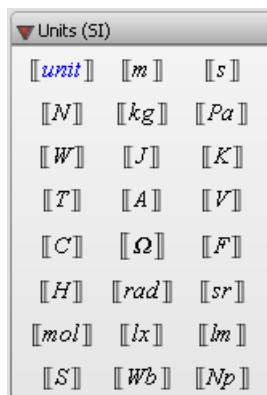 Units (SI)
⟦unit⟧ ⟦m⟧ ⟦s⟧
⟦N⟧ ⟦kg⟧ ⟦Pa⟧
⟦W⟧ ⟦J⟧ ⟦K⟧
⟦T⟧ ⟦A⟧ ⟦V⟧
⟦C⟧ ⟦Ω⟧ ⟦F⟧
⟦H⟧ ⟦rad⟧ ⟦sr⟧
⟦mol⟧ ⟦lx⟧ ⟦lm⟧
⟦S⟧ ⟦Wb⟧ ⟦Np⟧